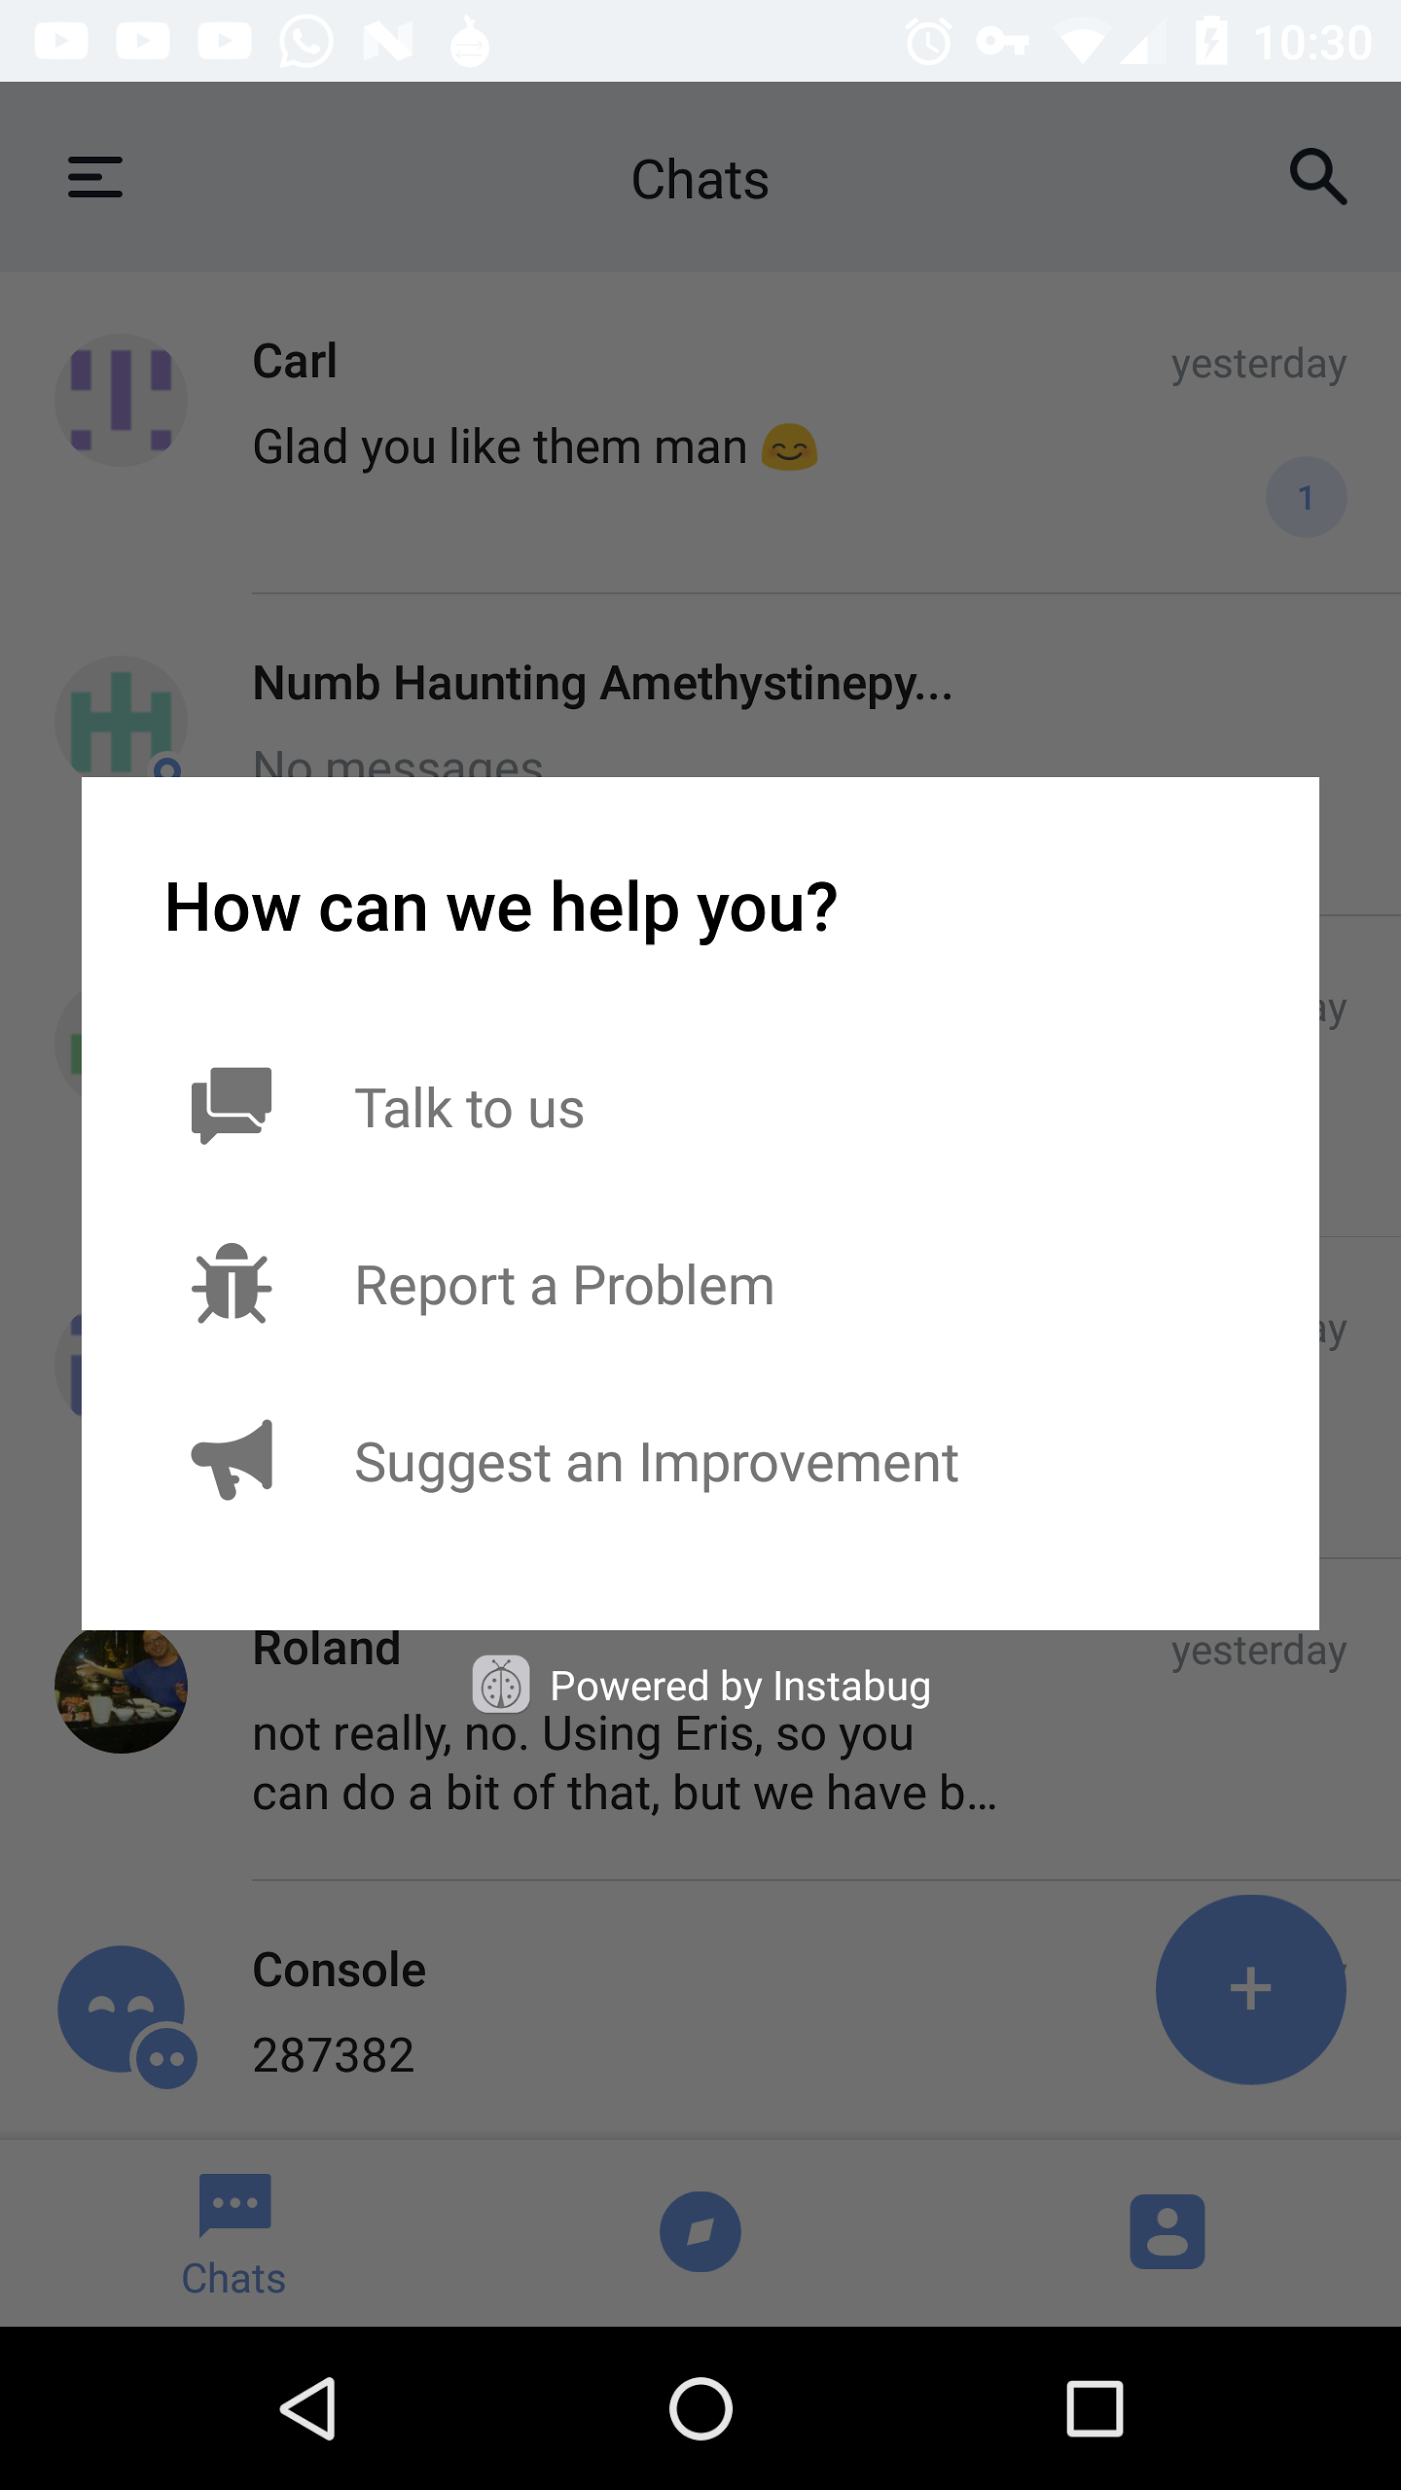 10:30
Chats
Carl
yesterday
Glad you like them man 😊
1
Numb Haunting Amethystinepy...
No messages
How can we help you?
ay
Talk to us
Report a Problem
ay
Suggest an Improvement
Roland
yesterday
Powered by Instabug
not really, no. Using Eris, so you
can do a bit of that, but we have b...
Console
287382
Chats